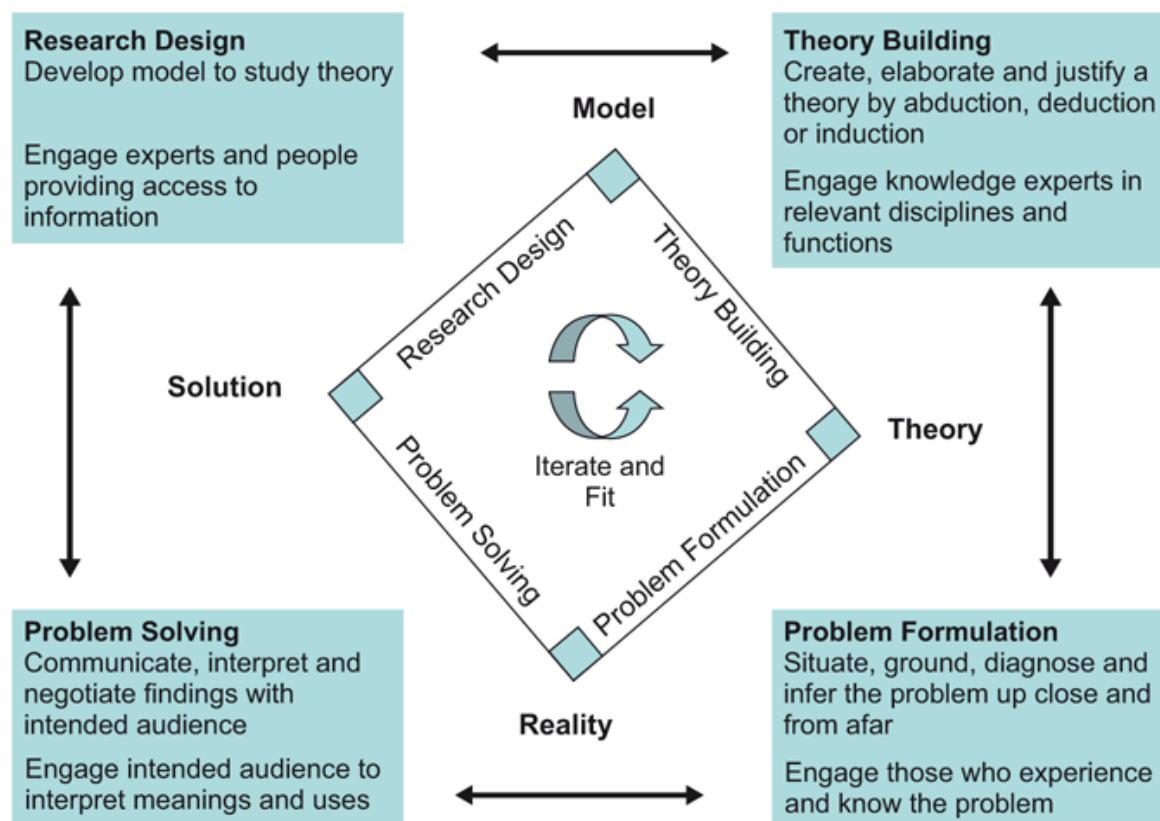 Research Design
Develop model to study theory
Engage experts and people
providing access to
information
Theory Building
Create, elaborate and justify a
theory by abduction, deduction
or induction
Engage knowledge experts in
relevant disciplines and
functions
Model
Research Design
Theory Building
Solution
Theory
Iterate and
Fit
Problem Solving
Problem Formulation
Reality
Problem Solving
Communicate, interpret and
negotiate findings with
intended audience
Engage intended audience to
interpret meanings and uses
Problem Formulation
Situate, ground, diagnose and
infer the problem up close and
from afar
Engage those who experience
and know the problem